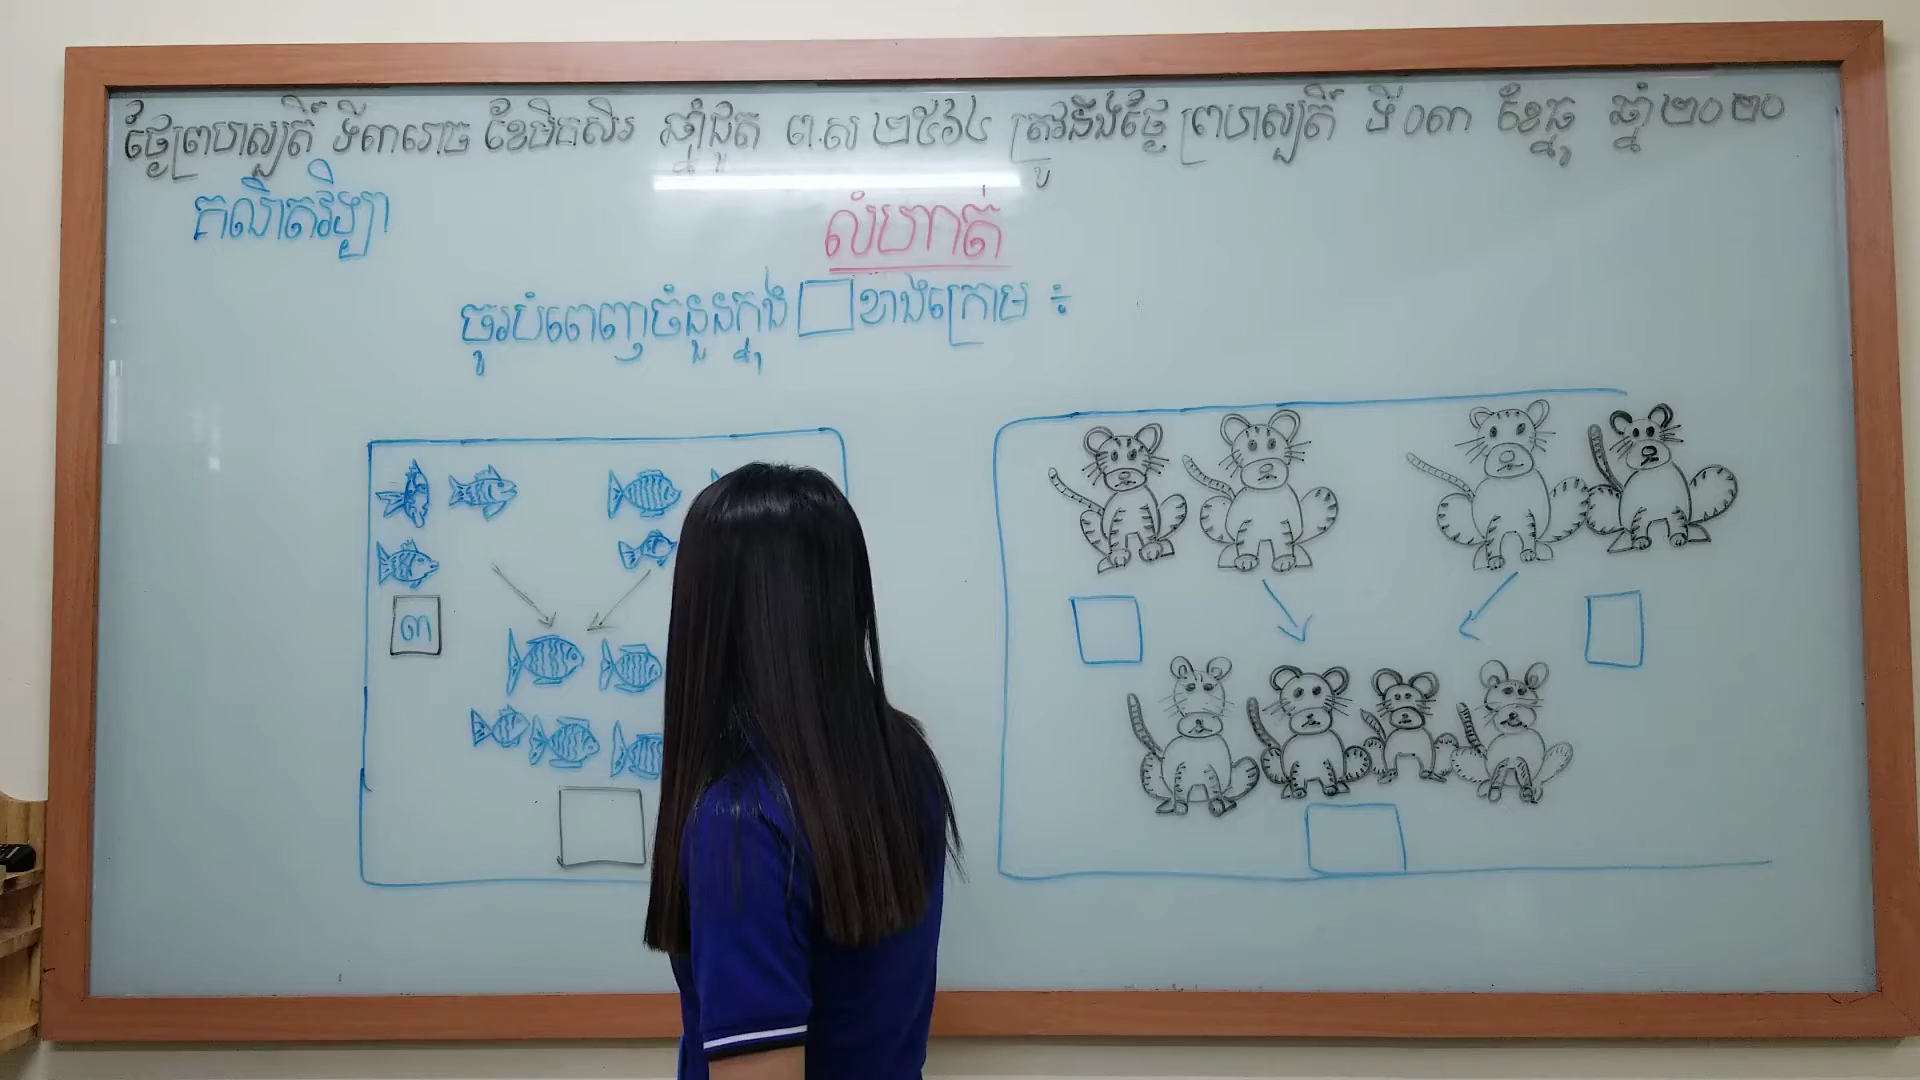 ថ្ងៃព្រហស្បតិ៍ ទី៣រោច ខែមិគសិរ ឆ្នាំជូត ព.ស ២៥៦៤ ត្រូវនឹងថ្ងៃ ព្រហស្បតិ៍ ទី ០៣ ខែធ្នូ ឆ្នាំ ២០២០
គណិតវិទ្យា
លំហាត់
ចូរបំពេញចំនួនក្នុង ខាងក្រោម ÷
៣